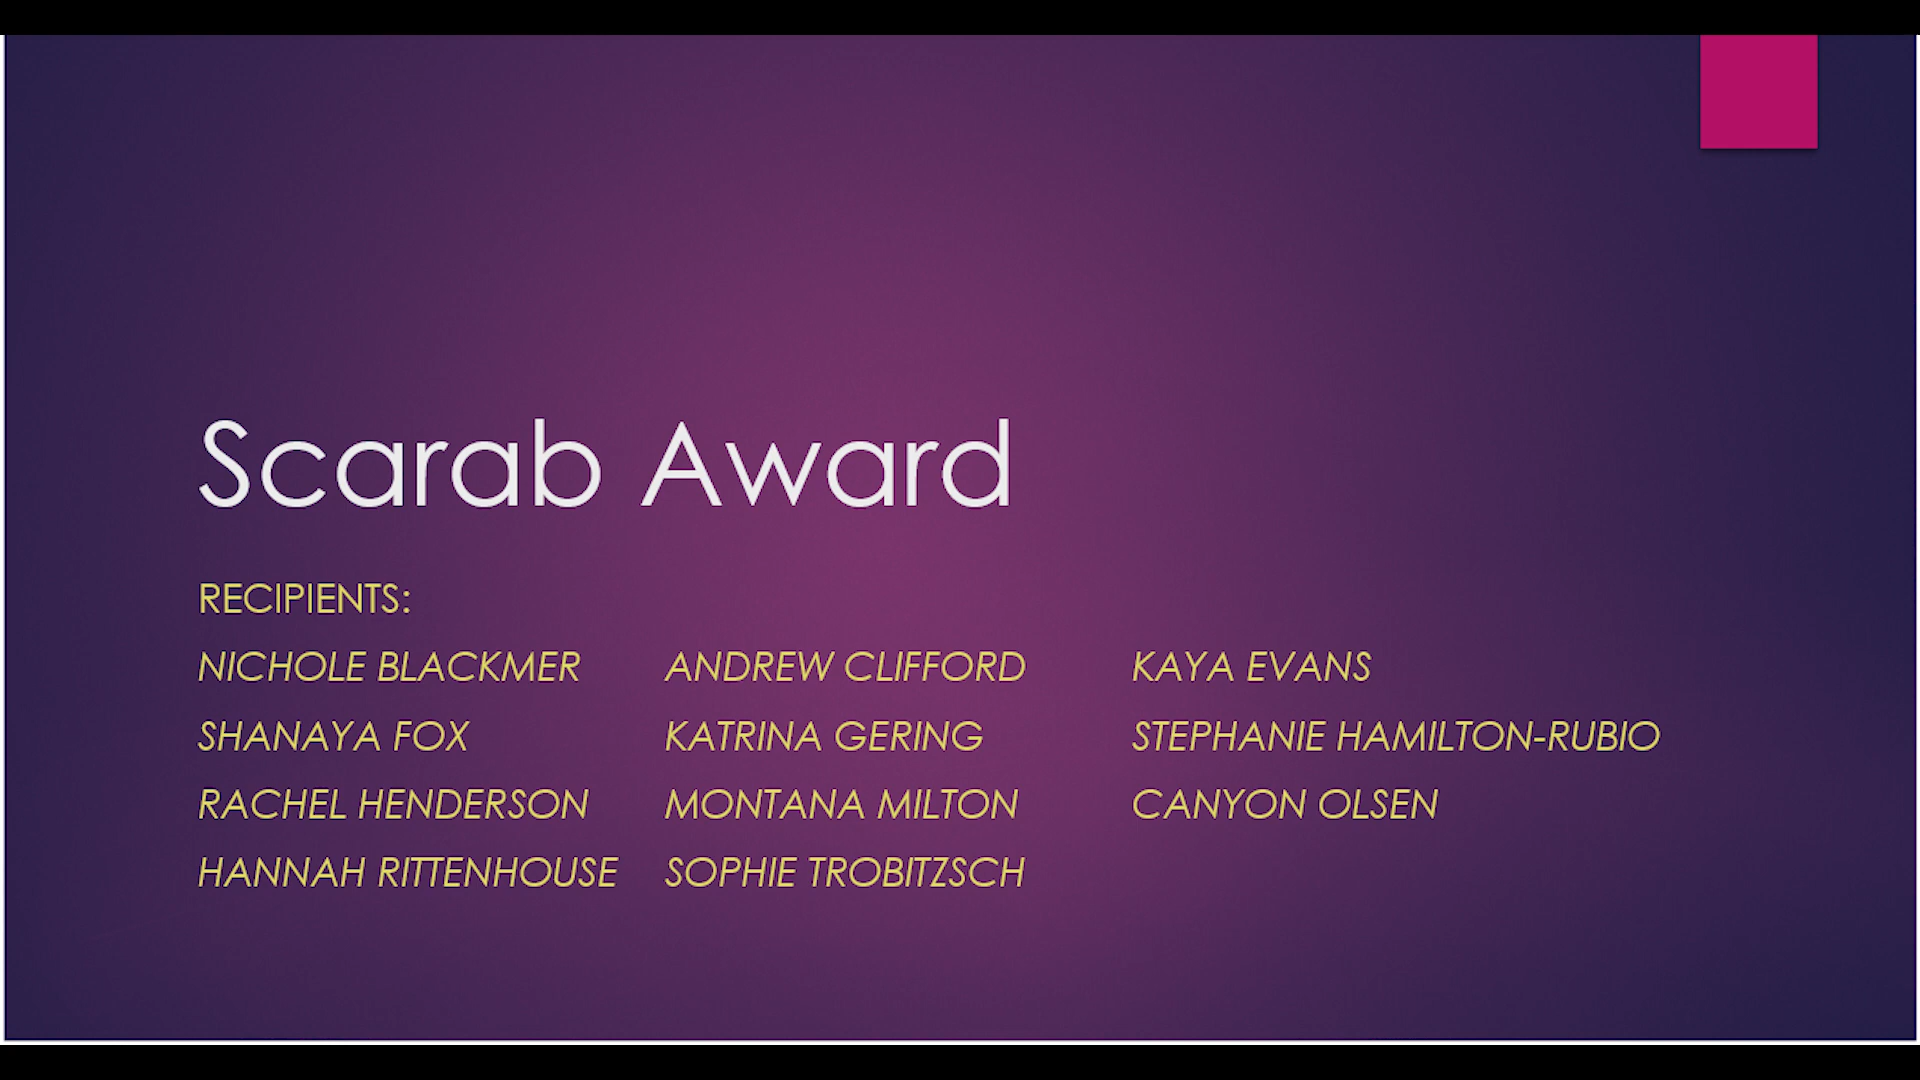 Scarab Award
RECIPIENTS:
NICHOLE BLACKMER ANDREW CLIFFORD KAYA EVANS
SHANAYA FOX KATRINA GERING STEPHANIE HAMILTON-RUBIO
RACHEL HENDERSON MONTANA MILTON CANYON OLSEN
HANNAH RITTENHOUSE SOPHIE TROBITZSCH